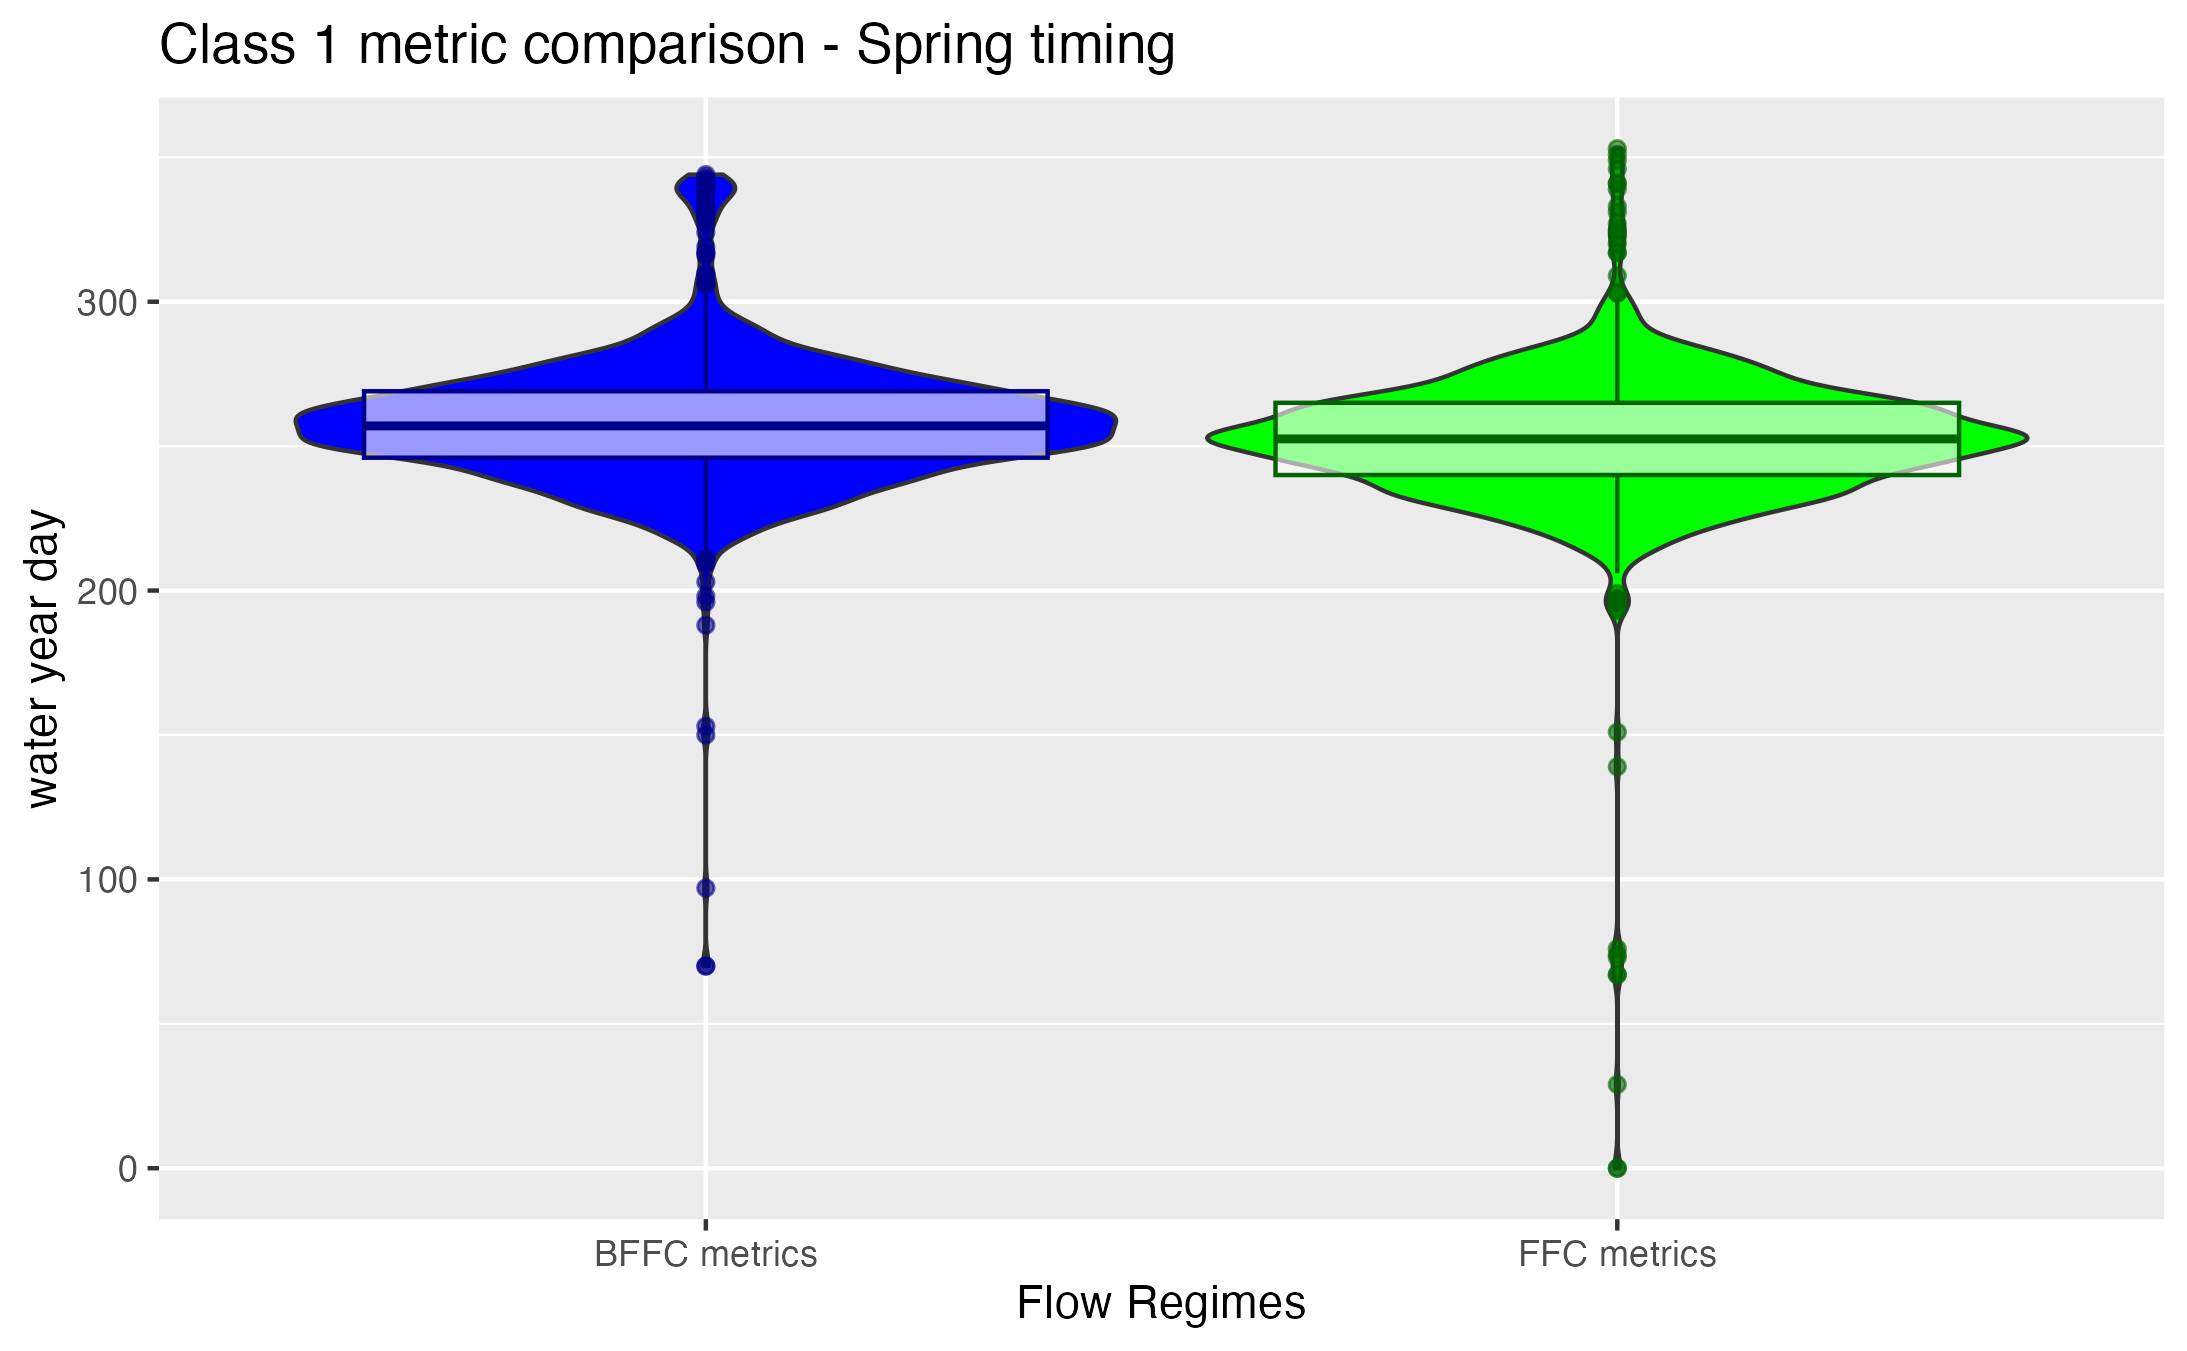 Class 1 metric comparison - Spring timing
water year day
300
200
100
0
BFFC metrics
FFC metrics
Flow Regimes